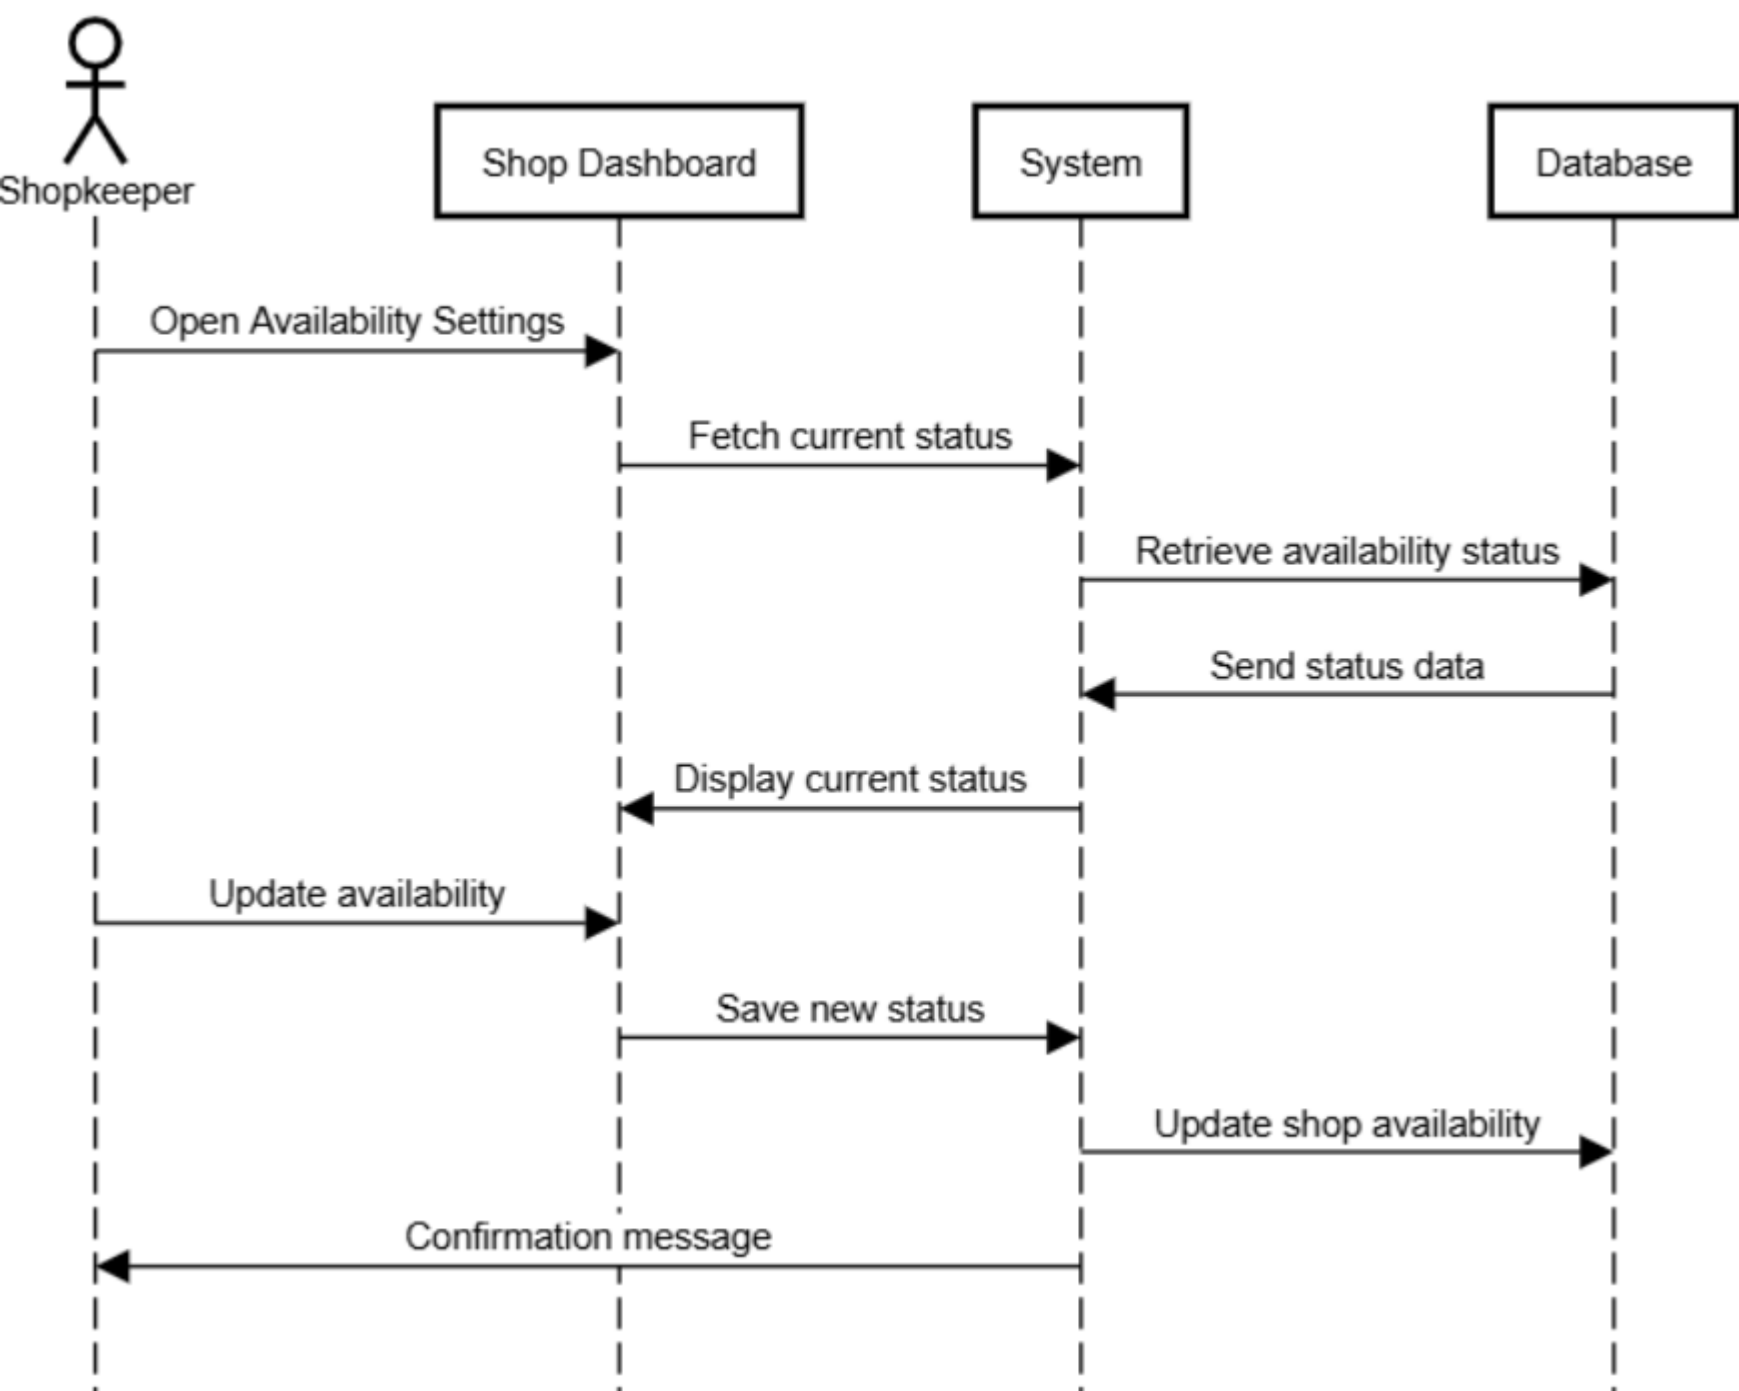 Shopkeeper
Shop Dashboard
System
Database
Open Availability Settings
Fetch current status
Retrieve availability status
Send status data
Display current status
Update availability
Save new status
Update shop availability
Confirmation message